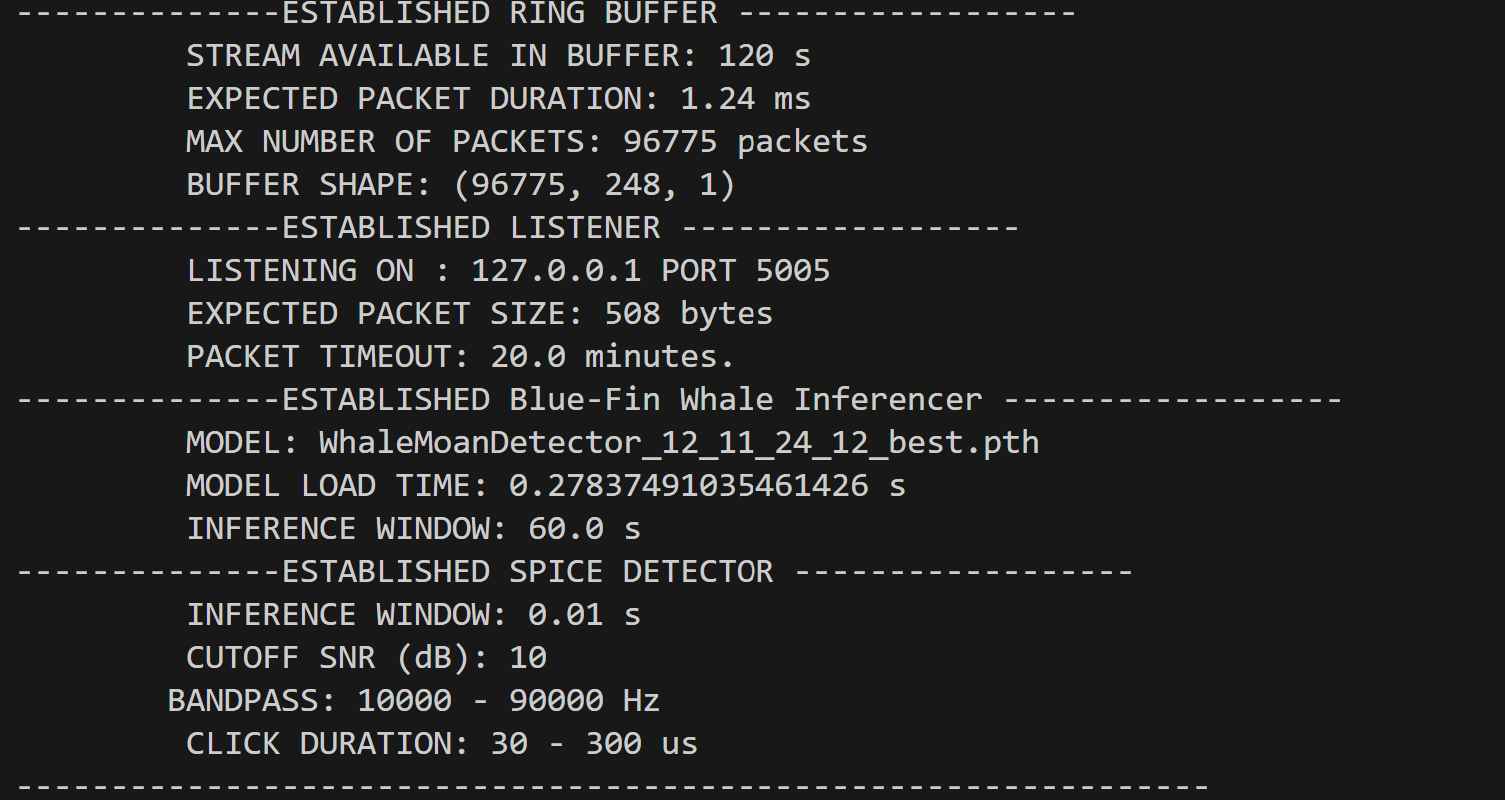 --------------ESTABLISHED RING BUFFER ------------------
STREAM AVAILABLE IN BUFFER: 120 s
EXPECTED PACKET DURATION: 1.24 ms
MAX NUMBER OF PACKETS: 96775 packets
BUFFER SHAPE: (96775, 248, 1)
--------------ESTABLISHED LISTENER ------------------
LISTENING ON : 127.0.0.1 PORT 5005
EXPECTED PACKET SIZE: 508 bytes
PACKET TIMEOUT: 20.0 minutes.
--------------ESTABLISHED Blue-Fin Whale Inferencer ------------------
MODEL: WhaleMoanDetector_12_11_24_12_best.pth
MODEL LOAD TIME: 0.27837491035461426 s
INFERENCE WINDOW: 60.0 s
--------------ESTABLISHED SPICE DETECTOR ------------------
INFERENCE WINDOW: 0.01 s
CUTOFF SNR (dB): 10
BANDPASS: 10000 - 90000 Hz
CLICK DURATION: 30 - 300 us
---------------------------------------------------------------